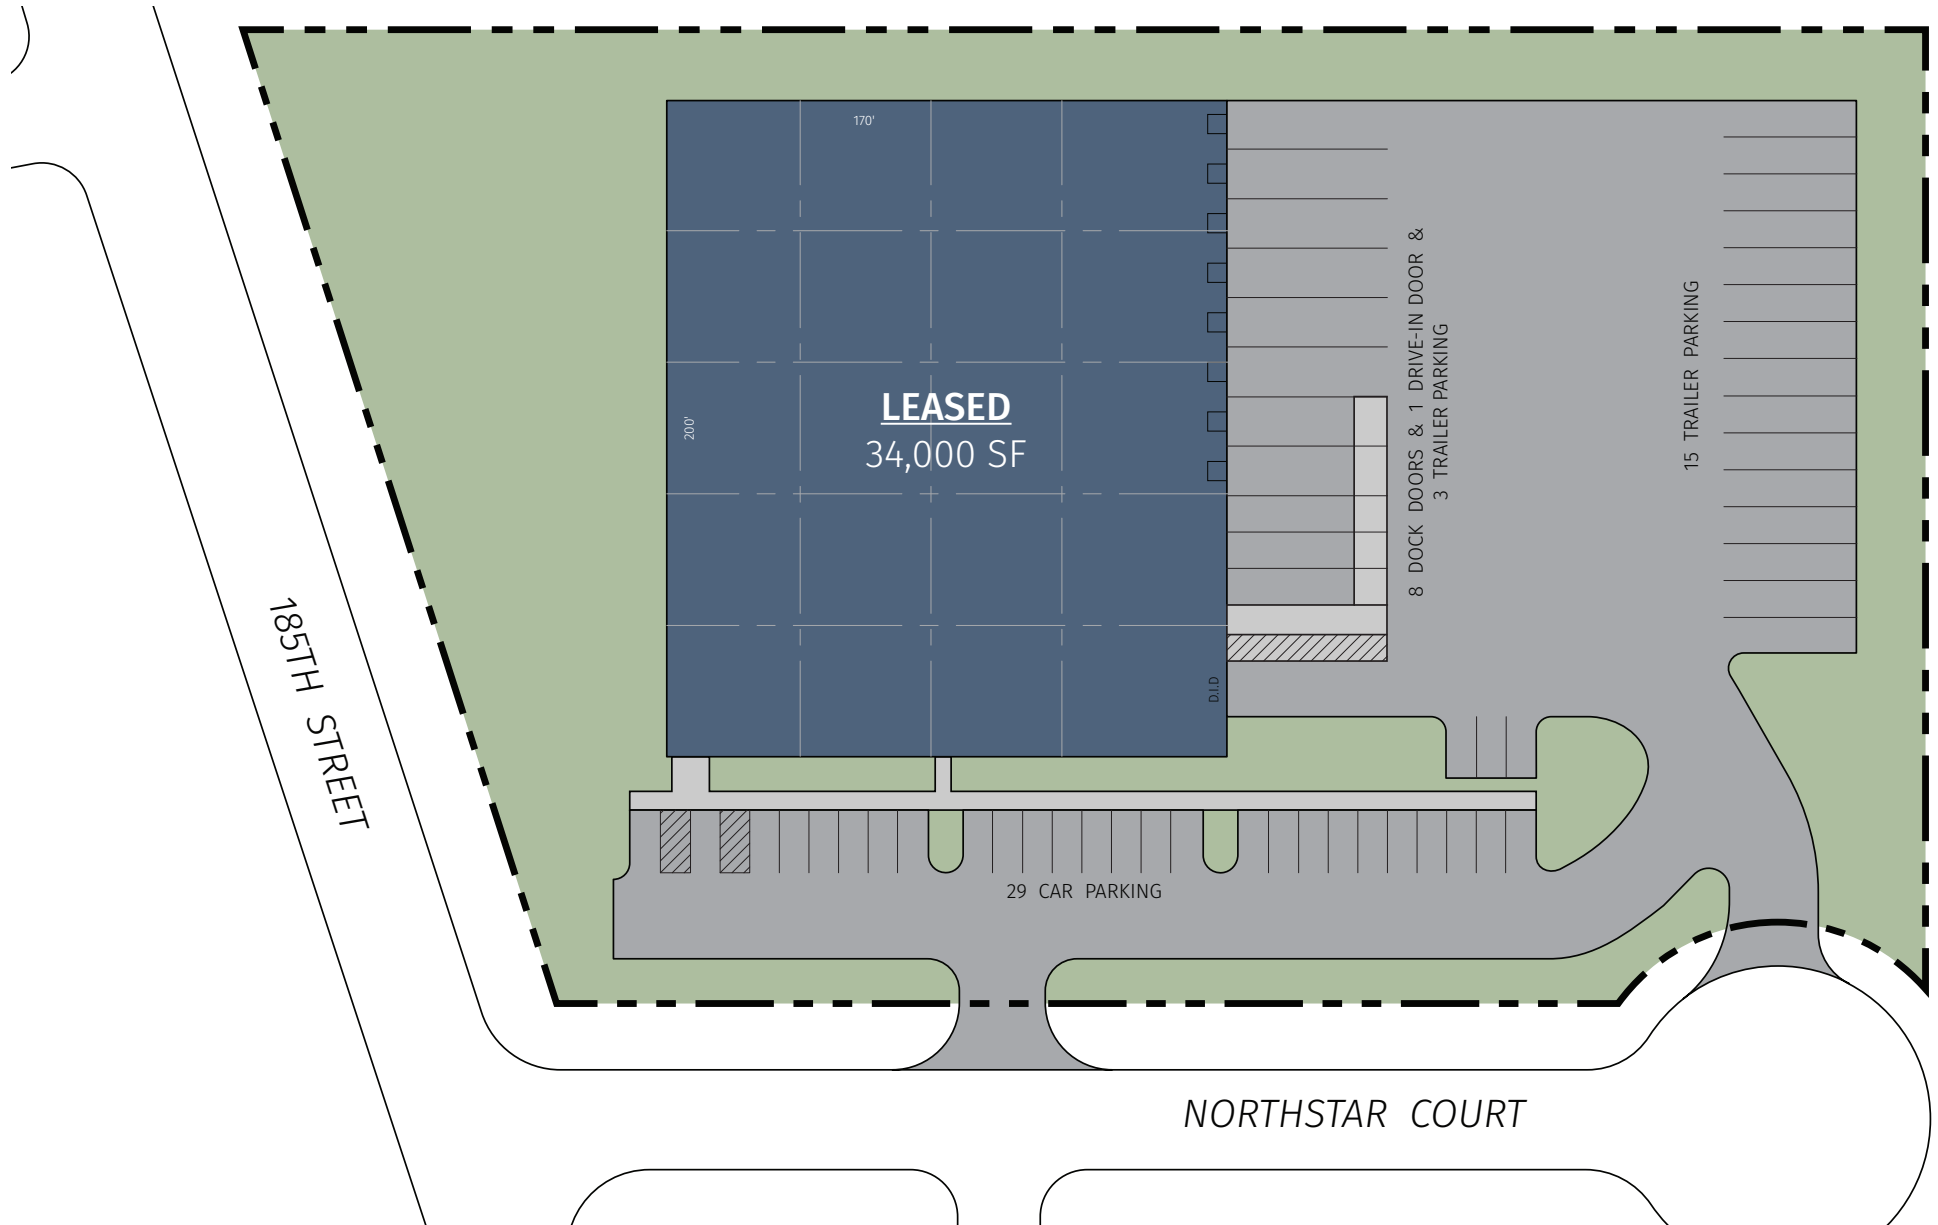 170'
200'
LEASED
34,000 SF
8 DOCK DOORS & 1 DRIVE-IN DOOR &
3 TRAILER PARKING
15 TRAILER PARKING
D.I.D
185TH STREET
29 CAR PARKING
NORTHSTAR COURT